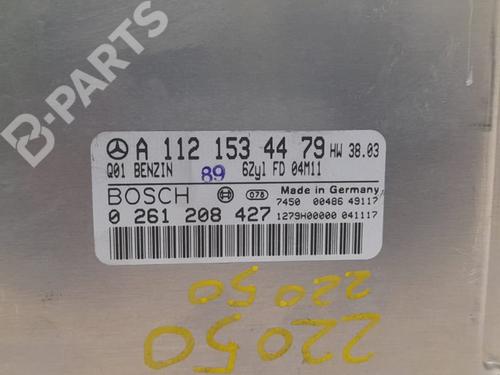 B-PARTS
A 112 153 44 79 HW 38.03
Q01 BENZIN 89 6Zyl FD 04M11
BOSCH 078 Made in Germany
7450 00486 49117
0 261 208 427 1279H00000 041117
22050
22050